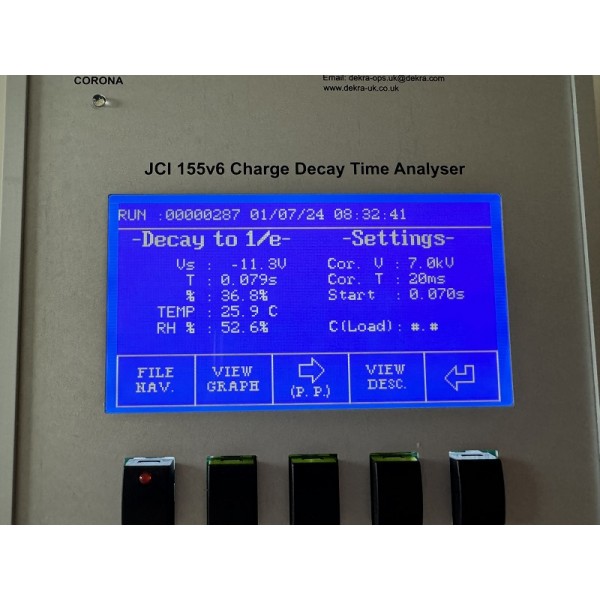 CORONA
Email: dekra-ops.uk@dekra.com
www.dekra-uk.co.uk
JCI 155v6 Charge Decay Time Analyser
RUN :00000287 01/07/24 08:32:41
-Decay to 1/e- -Settings-
Vs : -11.3V Cor. V : 7.0kV
T : 0.079s Cor. T : 20ms
% : 36.8% Start : 0.070s
TEMP : 25.9 C
RH % : 52.6% C(Load) : #.#
FILE NAV.
VIEW GRAPH
(P.P.)
VIEW DESC.